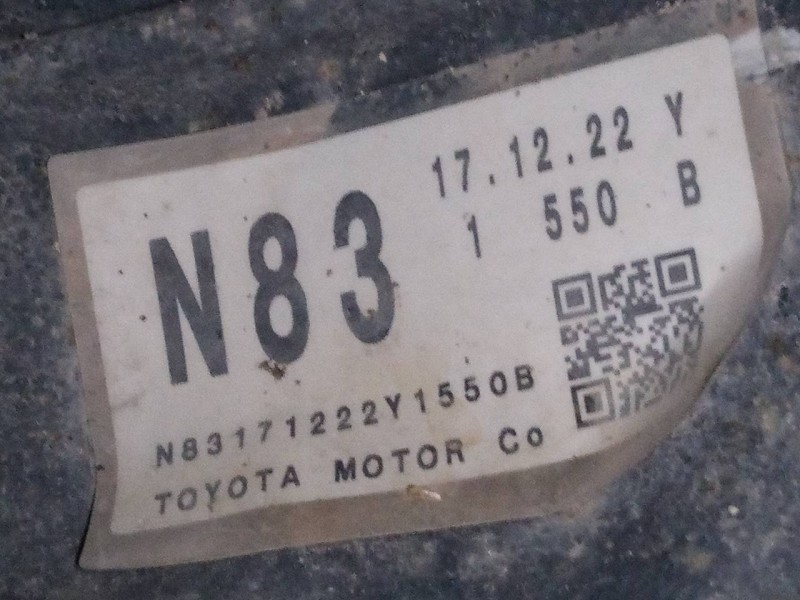 17.12.22 Y
N83 1 550 B
N83171222Y1550B
TOYOTA MOTOR Co